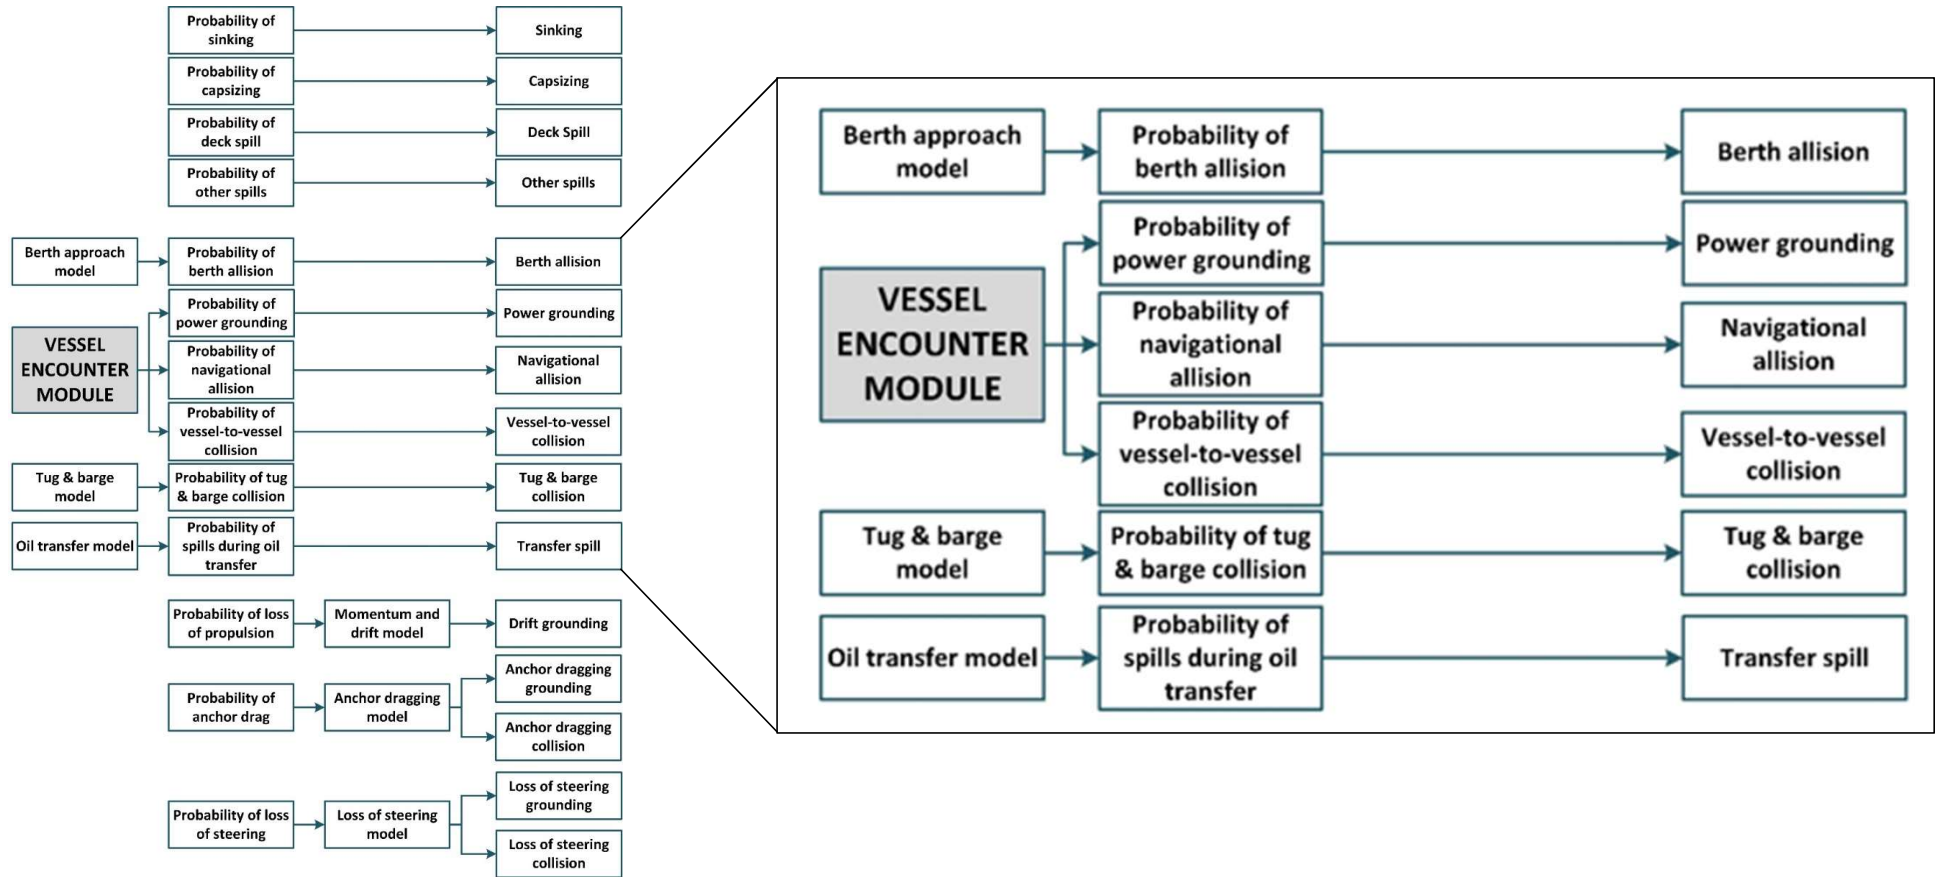 Probability of
sinking
Sinking
Probability of
capsizing
Capsizing
Probability of
deck spill
Deck Spill
Probability of
other spills
Other spills
Berth approach
model
Probability of
berth allision
Berth allision
VESSEL
ENCOUNTER
MODULE
Probability of
power grounding
Power grounding
Probability of
navigational
allision
Navigational
allision
Probability of
vessel-to-vessel
collision
Vessel-to-vessel
collision
Tug & barge
model
Probability of tug
& barge collision
Tug & barge
collision
Oil transfer model
Probability of
spills during oil
transfer
Transfer spill
Probability of loss
of propulsion
Momentum and
drift model
Drift grounding
Probability of
anchor drag
Anchor dragging
model
Anchor dragging
grounding
Anchor dragging
collision
Probability of loss
of steering
Loss of steering
model
Loss of steering
grounding
Loss of steering
collision
Berth approach
model
Probability of
berth allision
Berth allision
VESSEL
ENCOUNTER
MODULE
Probability of
power grounding
Power grounding
Probability of
navigational
allision
Navigational
allision
Probability of
vessel-to-vessel
collision
Vessel-to-vessel
collision
Tug & barge
model
Probability of tug
& barge collision
Tug & barge
collision
Oil transfer model
Probability of
spills during oil
transfer
Transfer spill